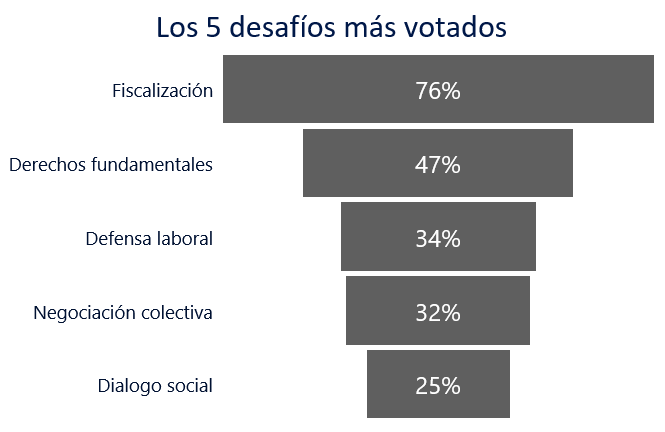 Los 5 desafíos más votados
Fiscalización 76%
Derechos fundamentales 47%
Defensa laboral 34%
Negociación colectiva 32%
Dialogo social 25%